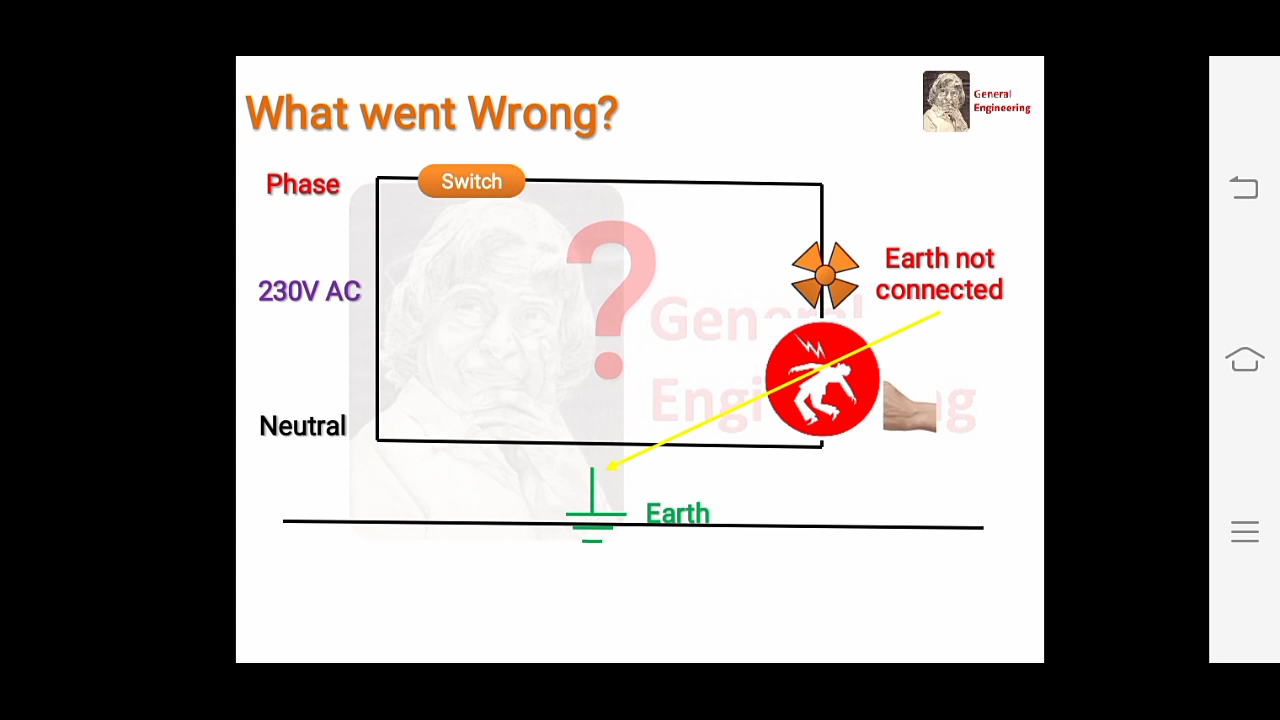 What went Wrong?
General
Engineering
Phase
Switch
Earth not
connected
230V AC
General
Engineering
Neutral
Earth